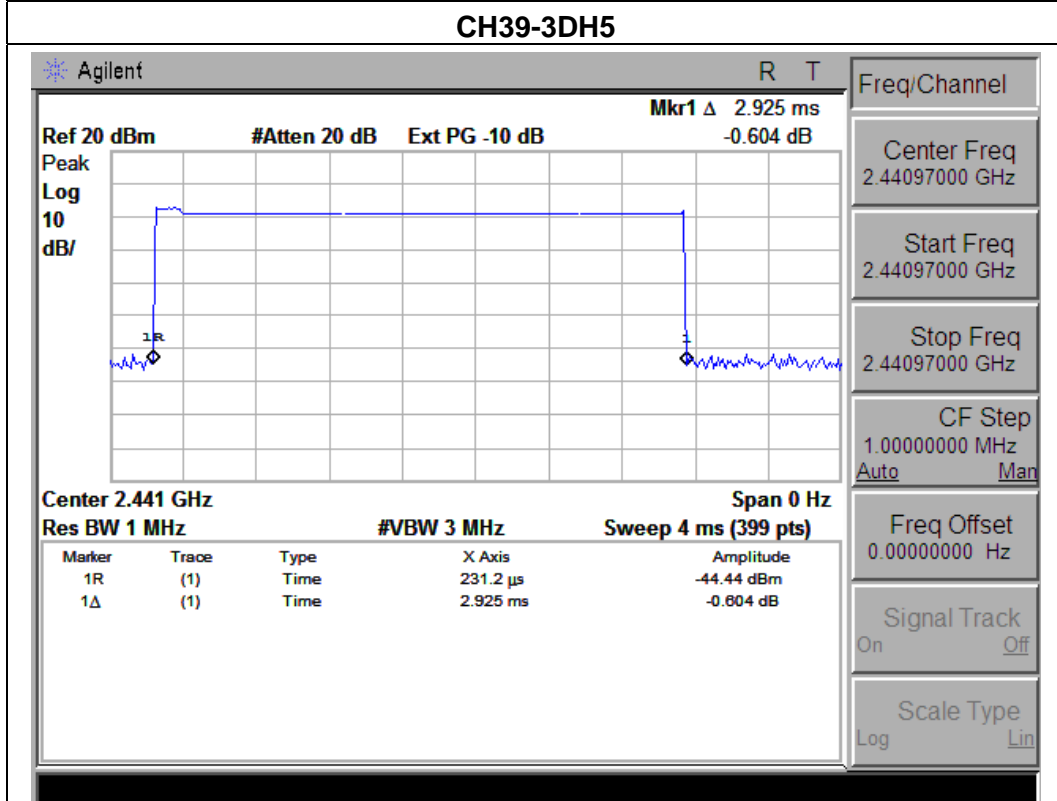 CH39-3DH5
Agilent R T
Mkr1 Δ 2.925 ms
Ref 20 dBm #Atten 20 dB Ext PG -10 dB -0.604 dB
Peak
Log
10
dB/
1R
1
Center 2.441 GHz Span 0 Hz
Res BW 1 MHz #VBW 3 MHz Sweep 4 ms (399 pts)
Marker Trace Type X Axis Amplitude
1R (1) Time 231.2 µs -44.44 dBm
1Δ (1) Time 2.925 ms -0.604 dB
Freq/Channel
Center Freq
2.44097000 GHz
Start Freq
2.44097000 GHz
Stop Freq
2.44097000 GHz
CF Step
1.00000000 MHz
Auto Man
Freq Offset
0.00000000 Hz
Signal Track
On Off
Scale Type
Log Lin